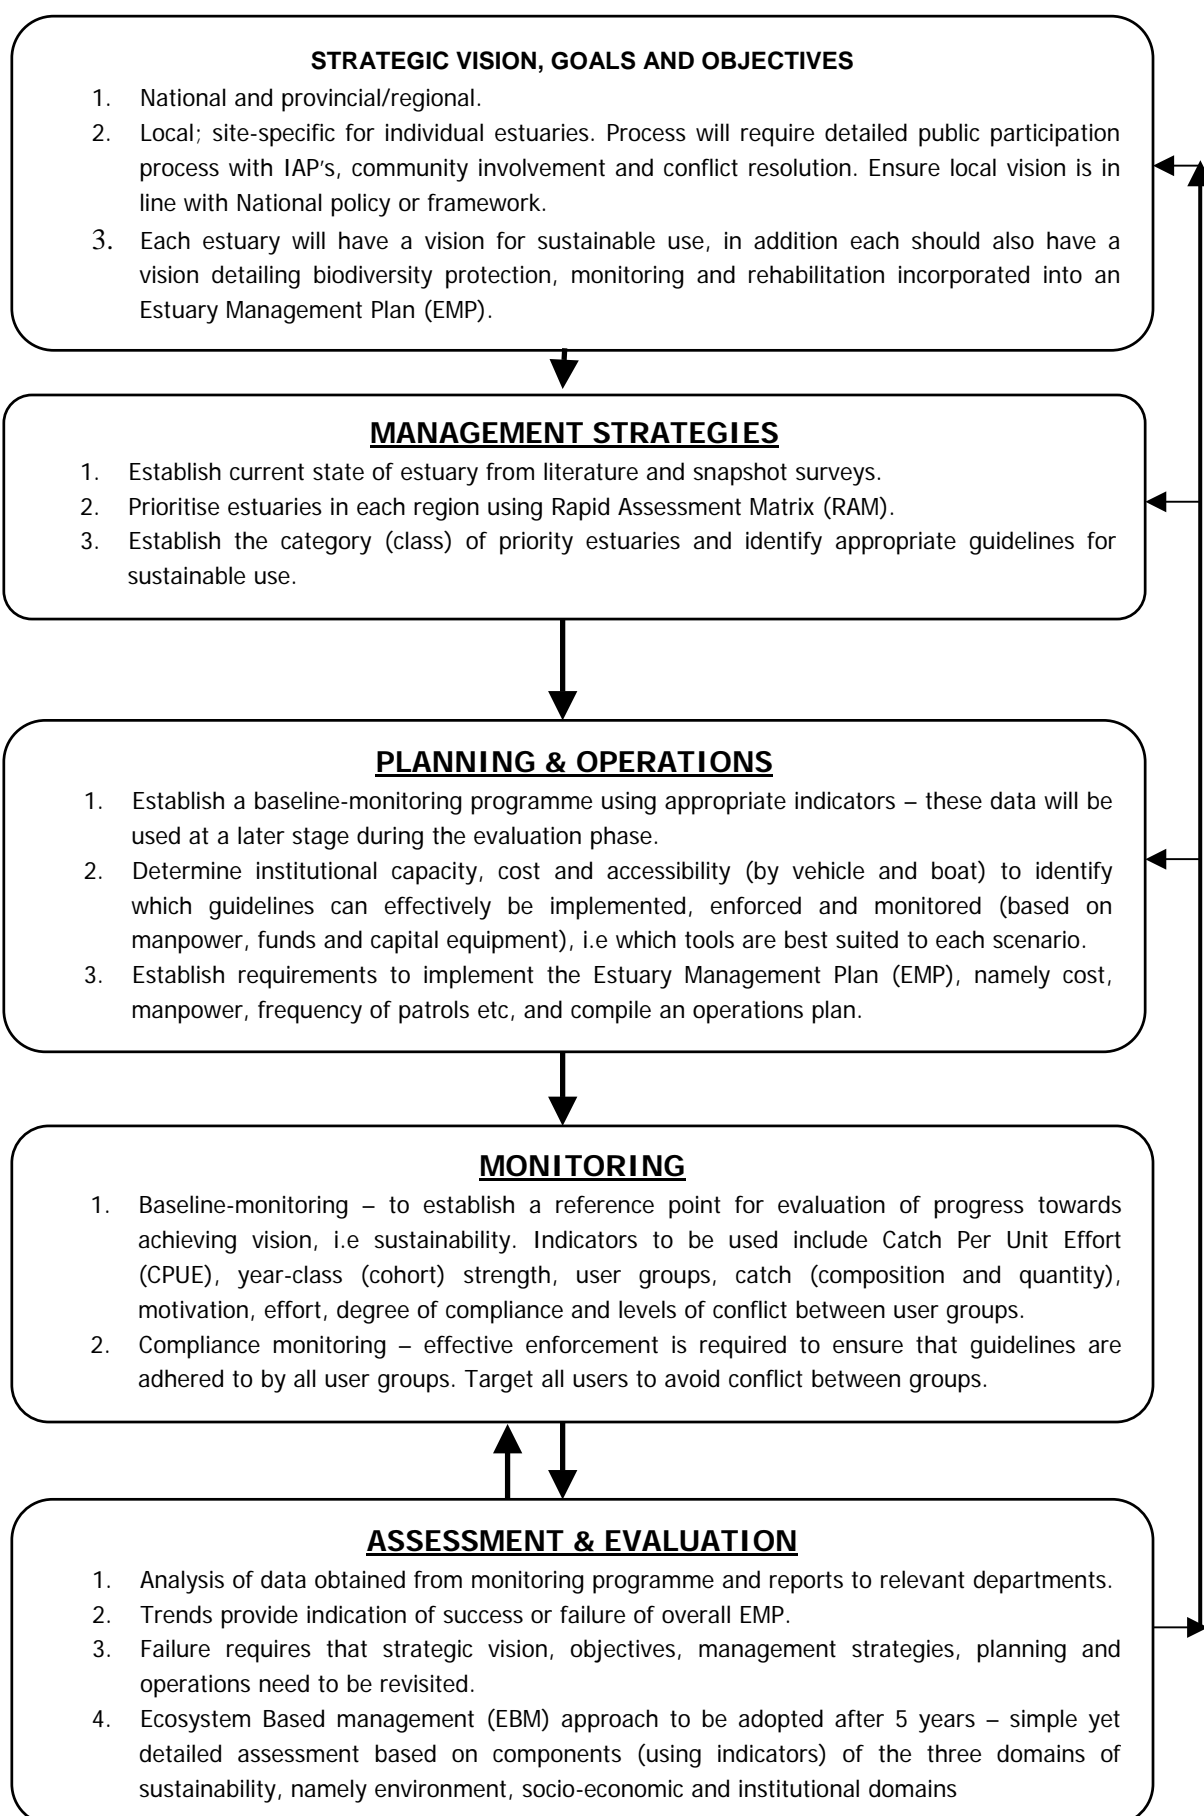 STRATEGIC VISION, GOALS AND OBJECTIVES
1. National and provincial/regional.
2. Local; site-specific for individual estuaries. Process will require detailed public participation
process with IAP's, community involvement and conflict resolution. Ensure local vision is in
line with National policy or framework.
3. Each estuary will have a vision for sustainable use, in addition each should also have a
vision detailing biodiversity protection, monitoring and rehabilitation incorporated into an
Estuary Management Plan (EMP).
MANAGEMENT STRATEGIES
1. Establish current state of estuary from literature and snapshot surveys.
2. Prioritise estuaries in each region using Rapid Assessment Matrix (RAM).
3. Establish the category (class) of priority estuaries and identify appropriate guidelines for
sustainable use.
PLANNING & OPERATIONS
1. Establish a baseline-monitoring programme using appropriate indicators – these data will be
used at a later stage during the evaluation phase.
2. Determine institutional capacity, cost and accessibility (by vehicle and boat) to identify
which guidelines can effectively be implemented, enforced and monitored (based on
manpower, funds and capital equipment), i.e which tools are best suited to each scenario.
3. Establish requirements to implement the Estuary Management Plan (EMP), namely cost,
manpower, frequency of patrols etc, and compile an operations plan.
MONITORING
1. Baseline-monitoring – to establish a reference point for evaluation of progress towards
achieving vision, i.e sustainability. Indicators to be used include Catch Per Unit Effort
(CPUE), year-class (cohort) strength, user groups, catch (composition and quantity),
motivation, effort, degree of compliance and levels of conflict between user groups.
2. Compliance monitoring – effective enforcement is required to ensure that guidelines are
adhered to by all user groups. Target all users to avoid conflict between groups.
ASSESSMENT & EVALUATION
1. Analysis of data obtained from monitoring programme and reports to relevant departments.
2. Trends provide indication of success or failure of overall EMP.
3. Failure requires that strategic vision, objectives, management strategies, planning and
operations need to be revisited.
4. Ecosystem Based management (EBM) approach to be adopted after 5 years – simple yet
detailed assessment based on components (using indicators) of the three domains of
sustainability, namely environment, socio-economic and institutional domains